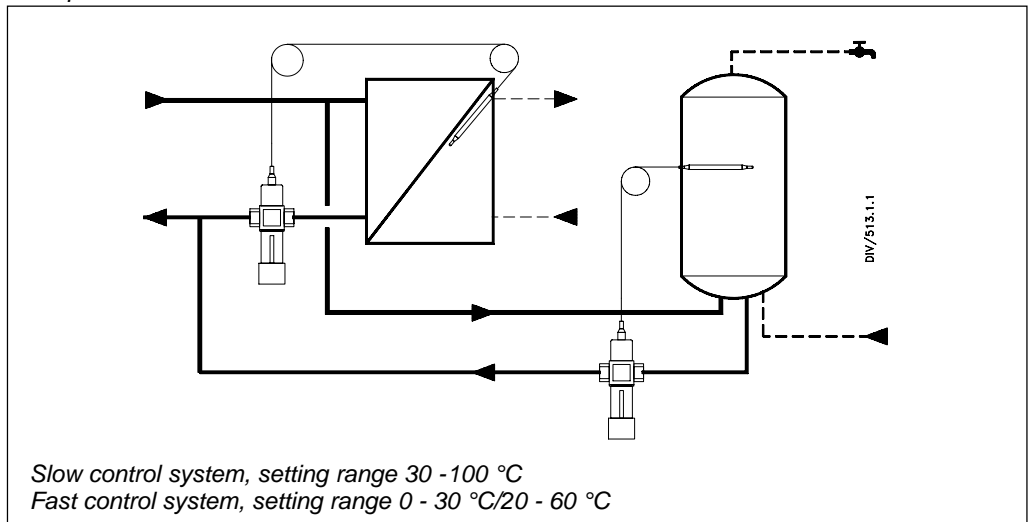 DIV/513.1.1
Slow control system, setting range 30 -100 °C
Fast control system, setting range 0 - 30 °C/20 - 60 °C